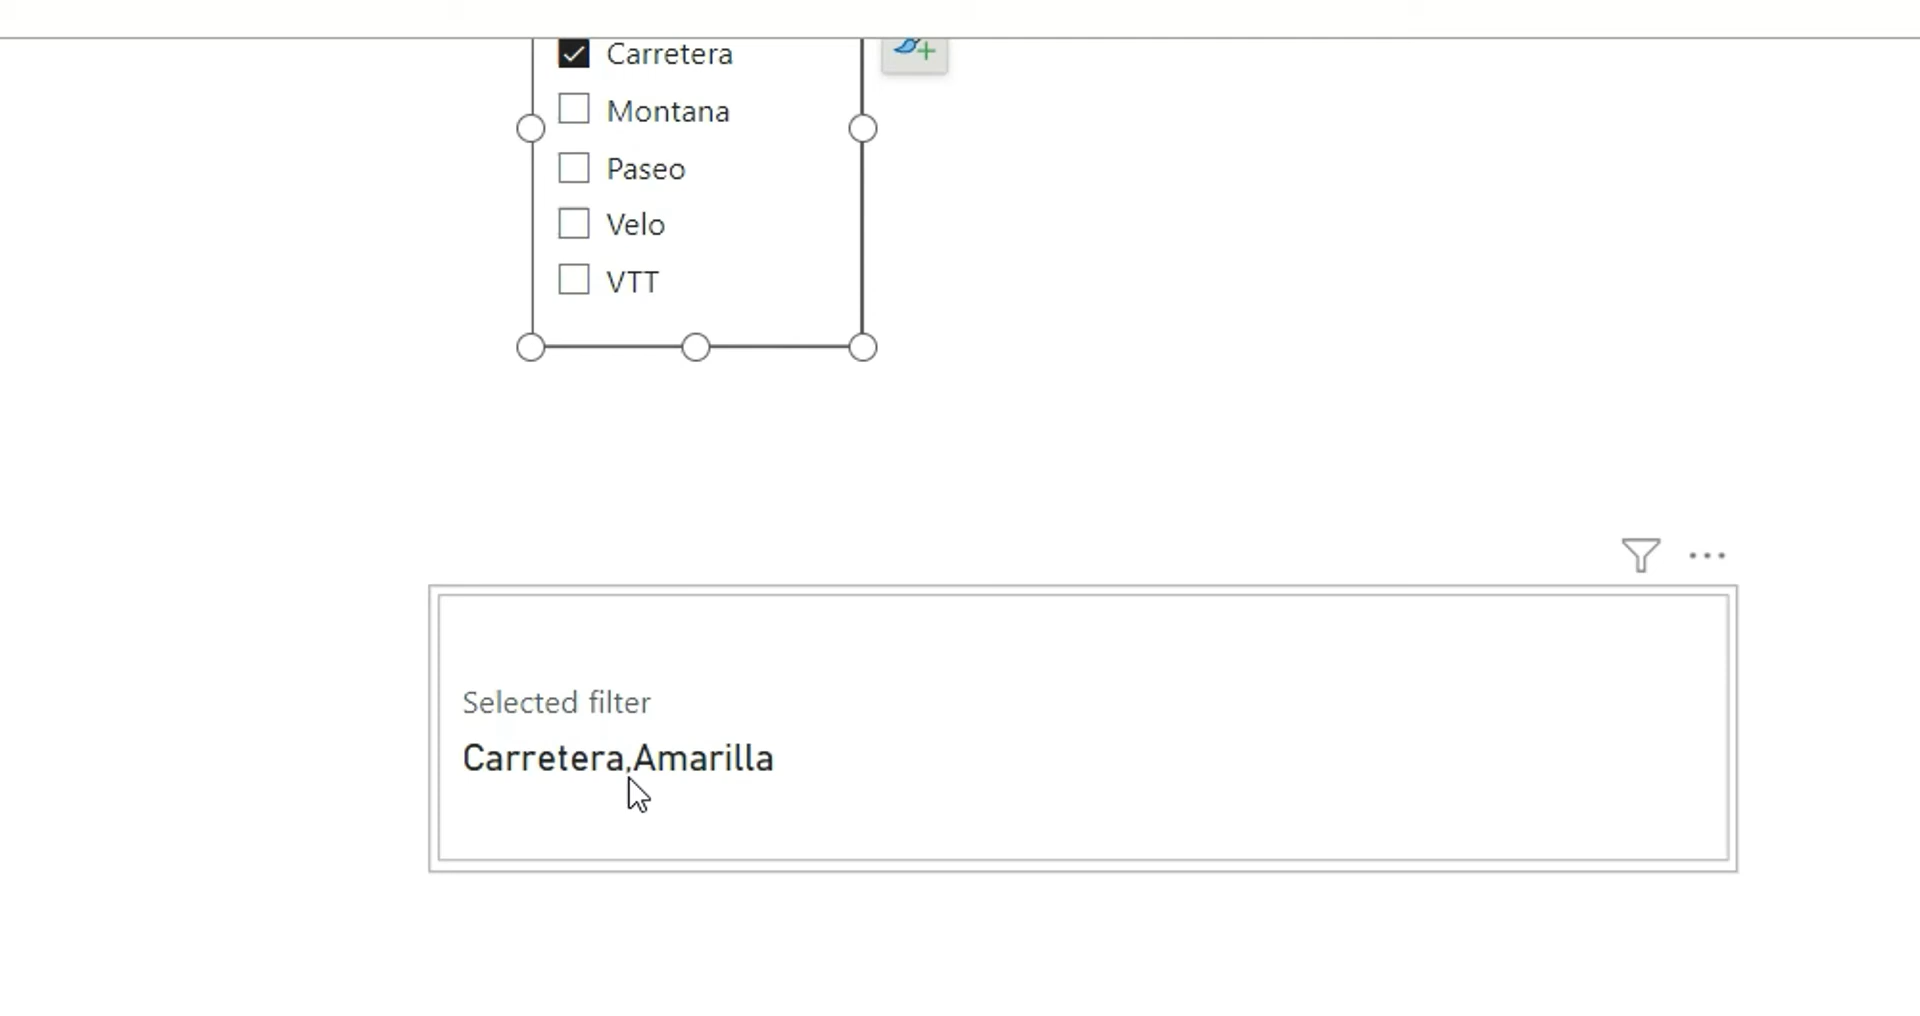 Carretera
Montana
Paseo
Velo
VTT
Selected filter
Carretera,Amarilla